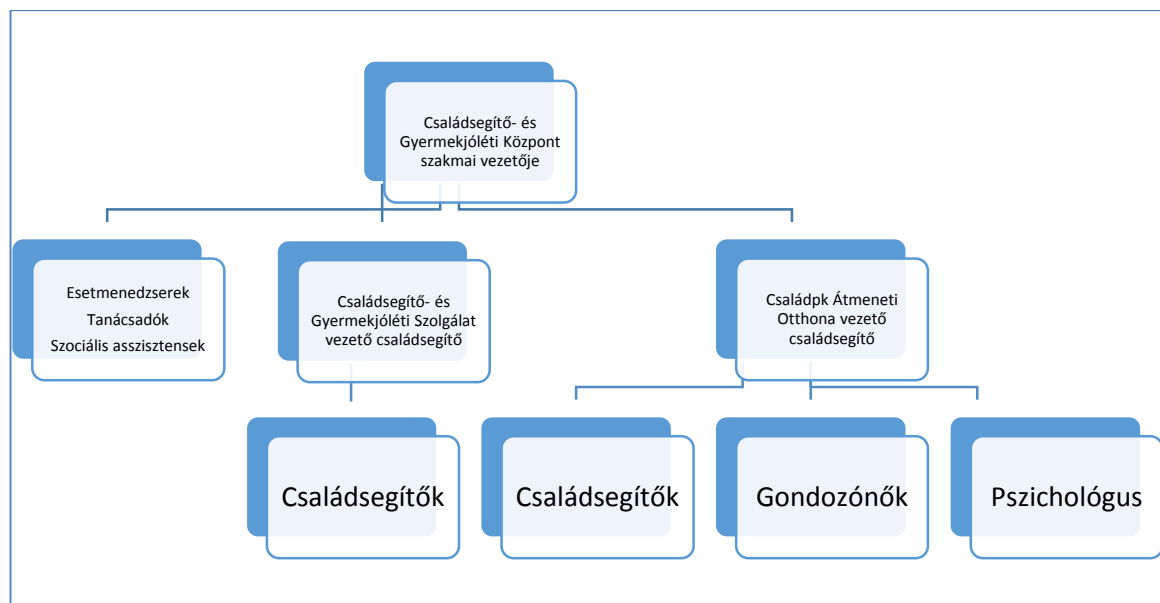 Családsegítő- és
Gyermekjóléti Központ
szakmai vezetője
Esetmenedzserek
Tanácsadók
Szociális asszisztensek
Családsegítő- és
Gyermekjóléti Szolgálat
vezető családsegítő
Családpk Átmeneti
Otthona vezető
családsegítő
Családsegítők
Családsegítők
Gondozónők
Pszichológus